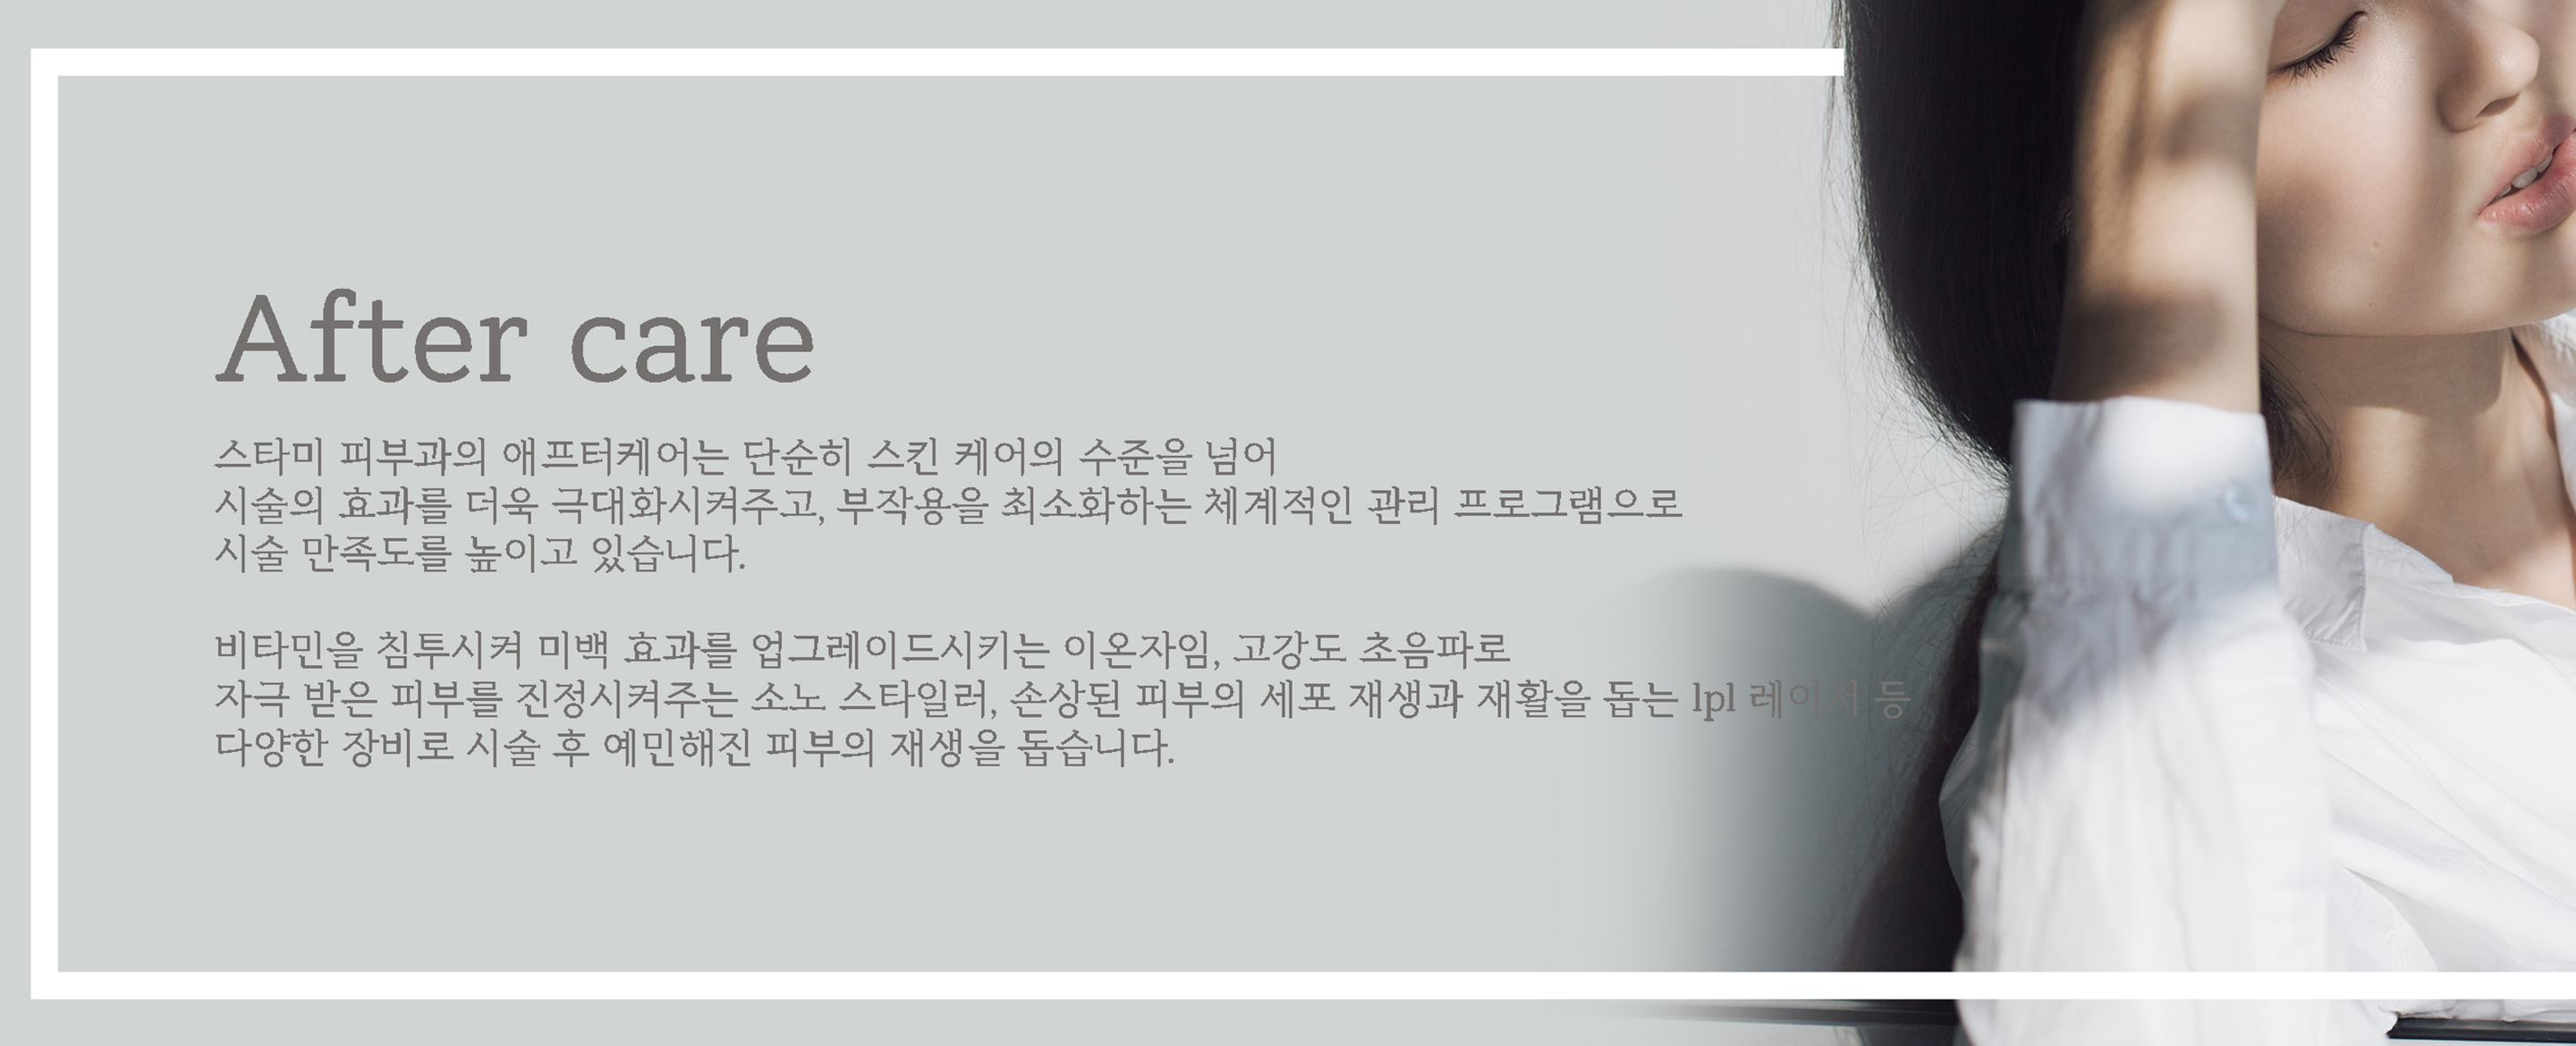 After care
스타미 피부과의 애프터케어는 단순히 스킨 케어의 수준을 넘어
시술의 효과를 더욱 극대화시켜주고, 부작용을 최소화하는 체계적인 관리 프로그램으로
시술 만족도를 높이고 있습니다.
비타민을 침투시켜 미백 효과를 업그레이드시키는 이온자임, 고강도 초음파로
자극 받은 피부를 진정시켜주는 소노 스타일러, 손상된 피부의 세포 재생과 재활을 돕는 lpl 레이저 등
다양한 장비로 시술 후 예민해진 피부의 재생을 돕습니다.